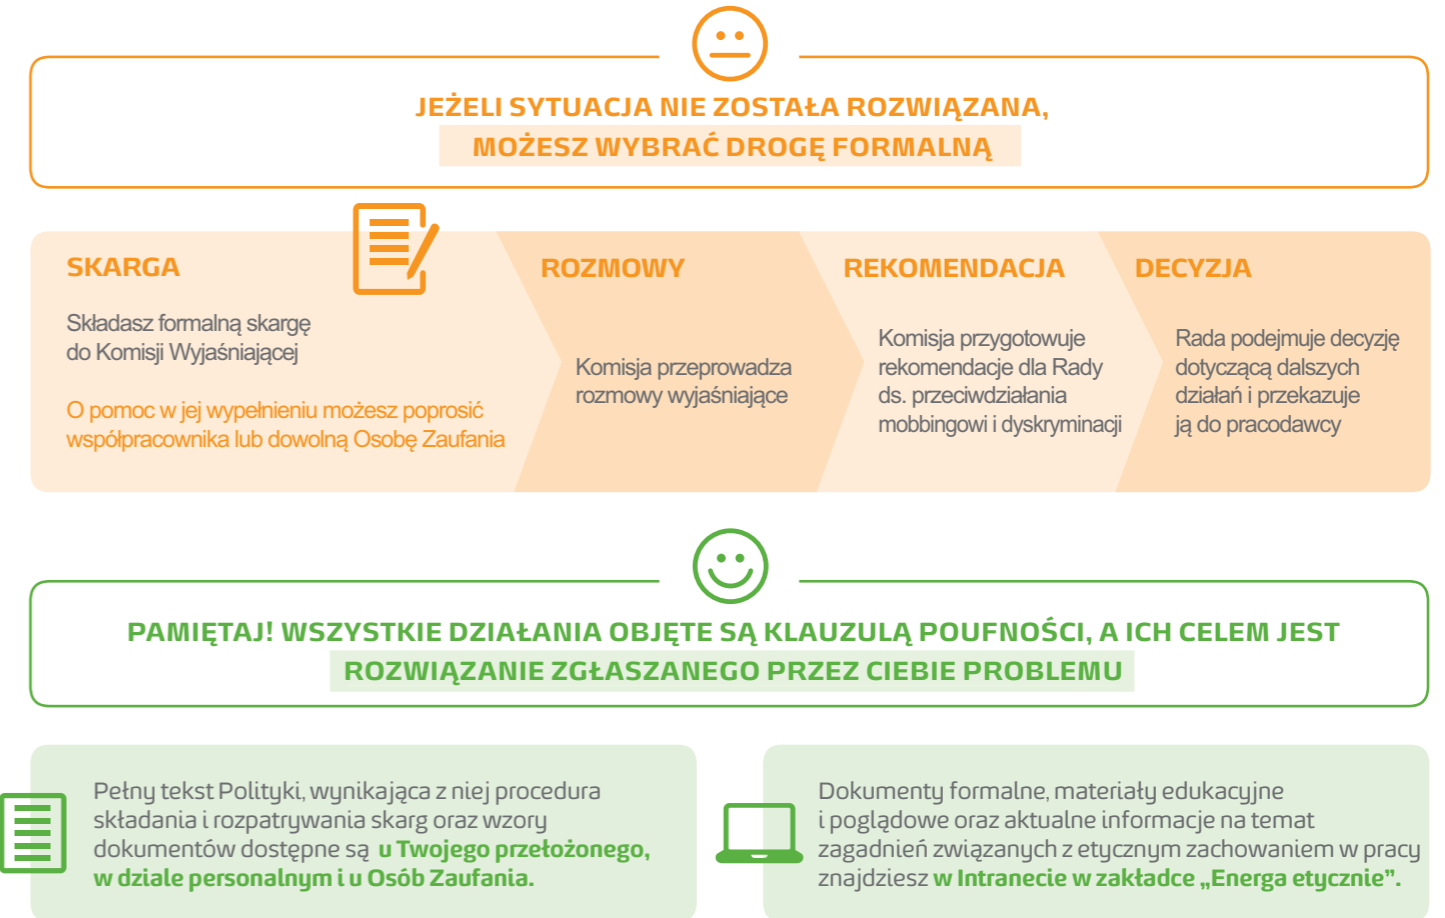 JEŻELI SYTUACJA NIE ZOSTAŁA ROZWIĄZANA,
MOŻESZ WYBRAĆ DROGĘ FORMALNĄ
SKARGA
Składasz formalną skargę
do Komisji Wyjaśniającej
O pomoc w jej wypełnieniu możesz poprosić
współpracownika lub dowolną Osobę Zaufania
ROZMOWY
Komisja przeprowadza
rozmowy wyjaśniające
REKOMENDACJA
Komisja przygotowuje
rekomendacje dla Rady
ds. przeciwdziałania
mobbingowi i dyskryminacji
DECYZJA
Rada podejmuje decyzję
dotyczącą dalszych
działań i przekazuje
ją do pracodawcy
PAMIĘTAJ! WSZYSTKIE DZIAŁANIA OBJĘTE SĄ KLAUZULĄ POUFNOŚCI, A ICH CELEM JEST
ROZWIĄZANIE ZGŁASZANEGO PRZEZ CIEBIE PROBLEMU
Pełny tekst Polityki, wynikająca z niej procedura
składania i rozpatrywania skarg oraz wzory
dokumentów dostępne są u Twojego przełożonego,
w dziale personalnym i u Osób Zaufania.
Dokumenty formalne, materiały edukacyjne
i poglądowe oraz aktualne informacje na temat
zagadnień związanych z etycznym zachowaniem w pracy
znajdziesz w Intranecie w zakładce „Energa etycznie”.